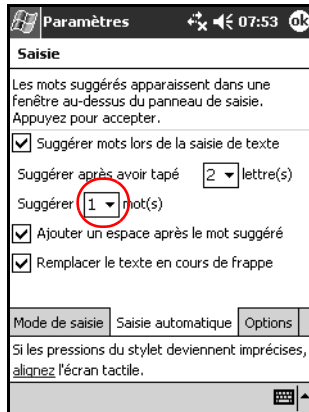 Paramètres 07:53 ok
Saisie
Les mots suggérés apparaissent dans une
fenêtre au-dessus du panneau de saisie.
Appuyez pour accepter.
Suggérer mots lors de la saisie de texte
Suggérer après avoir tapé 2 lettre(s)
Suggérer 1 mot(s)
Ajouter un espace après le mot suggéré
Remplacer le texte en cours de frappe
Mode de saisie Saisie automatique Options
Si les pressions du stylet deviennent imprécises,
alignez l'écran tactile.